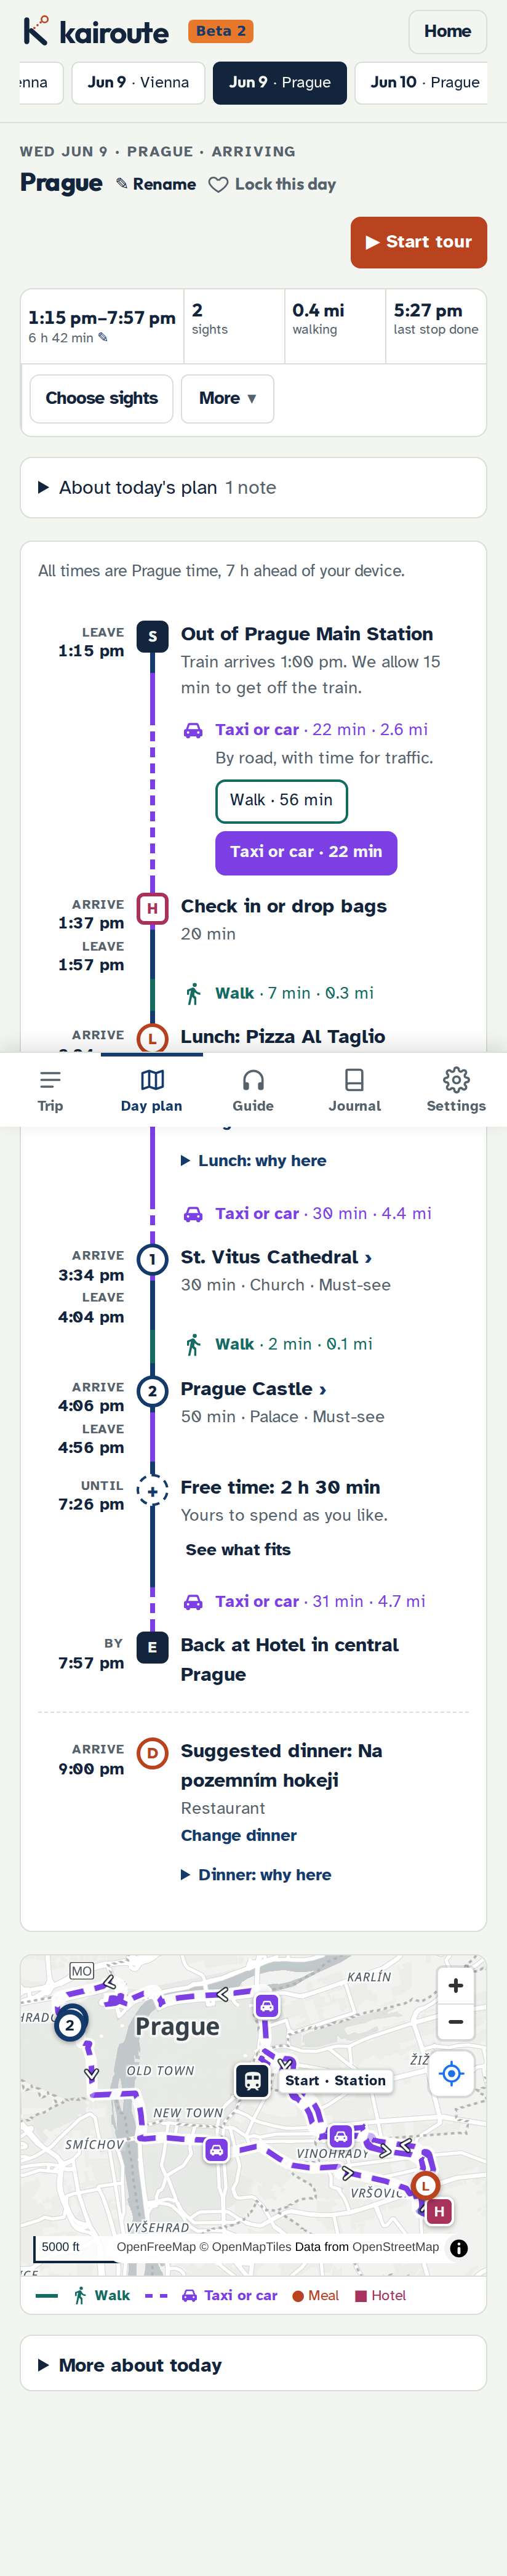 kairoute Beta 2 Home
enna Jun 9 · Vienna Jun 9 · Prague Jun 10 · Prague
WED JUN 9 · PRAGUE · ARRIVING
Prague ✎ Rename Lock this day
▶ Start tour
1:15 pm–7:57 pm 2 0.4 mi 5:27 pm
6 h 42 min ✎ sights walking last stop done
Choose sights More ▾
▶ About today's plan 1 note
All times are Prague time, 7 h ahead of your device.
LEAVE
1:15 pm
S
Out of Prague Main Station
Train arrives 1:00 pm. We allow 15
min to get off the train.
Taxi or car · 22 min · 2.6 mi
By road, with time for traffic.
Walk · 56 min
Taxi or car · 22 min
ARRIVE
1:37 pm
LEAVE
1:57 pm
H
Check in or drop bags
20 min
Walk · 7 min · 0.3 mi
ARRIVE
L
Lunch: Pizza Al Taglio
Trip Day plan Guide Journal Settings
▶ Lunch: why here
Taxi or car · 30 min · 4.4 mi
ARRIVE
3:34 pm
LEAVE
4:04 pm
1
St. Vitus Cathedral ›
30 min · Church · Must-see
Walk · 2 min · 0.1 mi
ARRIVE
4:06 pm
LEAVE
4:56 pm
2
Prague Castle ›
50 min · Palace · Must-see
UNTIL
7:26 pm
+
Free time: 2 h 30 min
Yours to spend as you like.
See what fits
Taxi or car · 31 min · 4.7 mi
BY
7:57 pm
E
Back at Hotel in central
Prague
ARRIVE
9:00 pm
D
Suggested dinner: Na
pozemním hokeji
Restaurant
Change dinner
▶ Dinner: why here
MO
KARLÍN
+
−
HRADČ
2
Prague
OLD TOWN
ŽIŽ
Start · Station
NEW TOWN
SMÍCHOV
VINOHRADY
VRŠOVIC
L
H
VYŠEHRAD
5000 ft OpenFreeMap © OpenMapTiles Data from OpenStreetMap
Walk Taxi or car Meal Hotel
▶ More about today